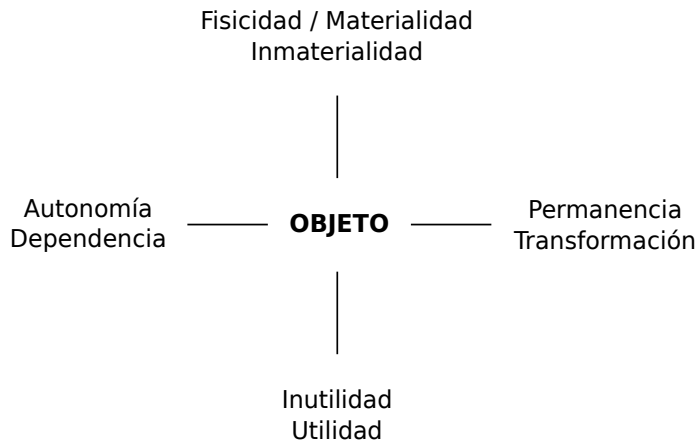 Fisicidad / Materialidad
Inmaterialidad
Autonomía
Dependencia
OBJETO
Permanencia
Transformación
Inutilidad
Utilidad